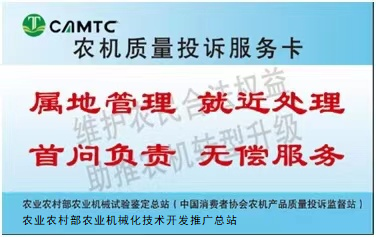 CAMTC
农机质量投诉服务卡
维护农民合法权益
助推农机转型升级
属地管理 就近处理
首问负责 无偿服务
农业农村部农业机械试验鉴定总站（中国消费者协会农机产品质量投诉监督站）
农业农村部农业机械化技术开发推广总站